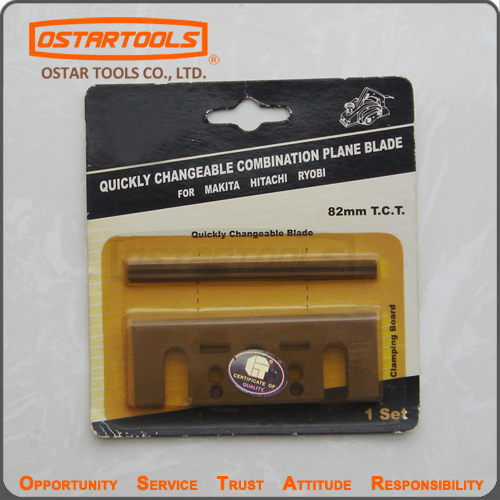 OSTARTOOLS®
OSTAR TOOLS CO., LTD.
QUICKLY CHANGEABLE COMBINATION PLANE BLADE
FOR MAKITA HITACHI RYOBI
82mm T.C.T.
Quickly Changeable Blade
OSTARTOOLS
Clamping Board
CERTIFICATE OF
QUALITY
1 Set
OPPORTUNITY SERVICE TRUST ATTITUDE RESPONSIBILITY